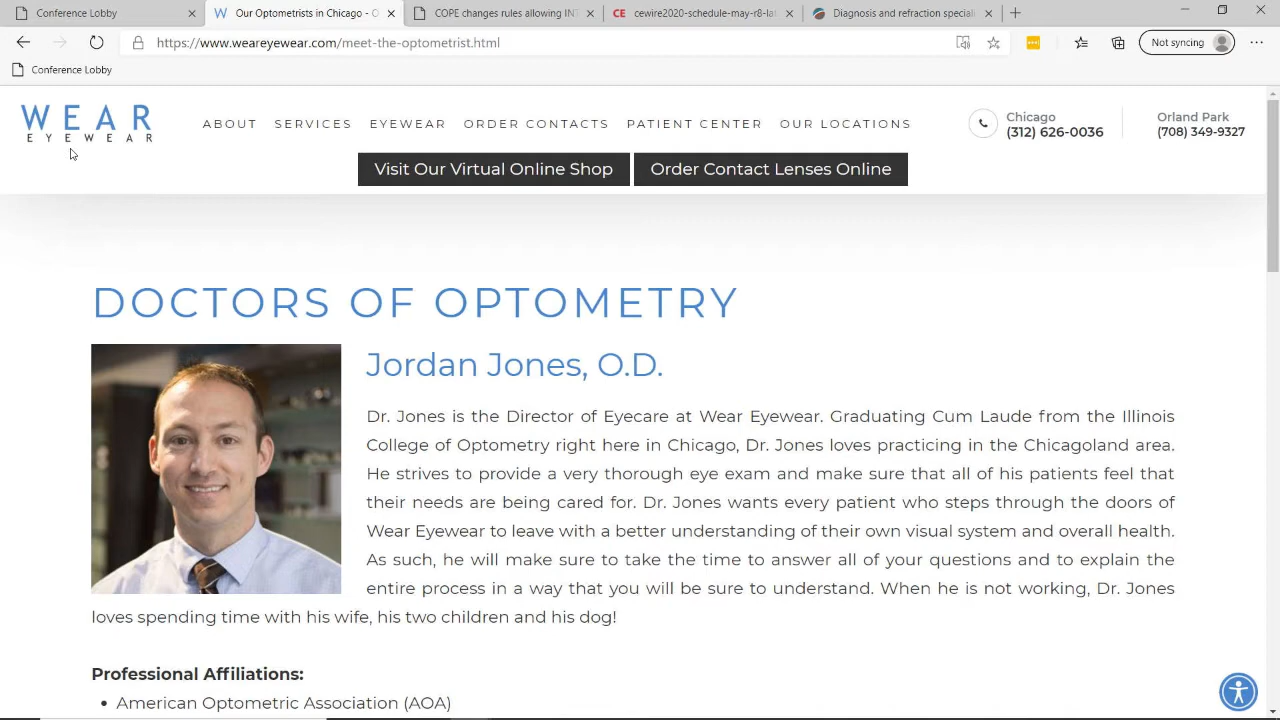 Conference Lobby
Our Optometrists in Chicago - O
COPE changes rules allowing INT
CE cewire2020-schedule-may-r8-lat
Diagnosis and refraction speciali
https://www.weareyewear.com/meet-the-optometrist.html
Not syncing
Conference Lobby
WEAR
EYEWEAR
ABOUT SERVICES EYEWEAR ORDER CONTACTS PATIENT CENTER OUR LOCATIONS
Chicago
(312) 626-0036
Orland Park
(708) 349-9327
Visit Our Virtual Online Shop
Order Contact Lenses Online
DOCTORS OF OPTOMETRY
Jordan Jones, O.D.
Dr. Jones is the Director of Eyecare at Wear Eyewear. Graduating Cum Laude from the Illinois
College of Optometry right here in Chicago, Dr. Jones loves practicing in the Chicagoland area.
He strives to provide a very thorough eye exam and make sure that all of his patients feel that
their needs are being cared for. Dr. Jones wants every patient who steps through the doors of
Wear Eyewear to leave with a better understanding of their own visual system and overall health.
As such, he will make sure to take the time to answer all of your questions and to explain the
entire process in a way that you will be sure to understand. When he is not working, Dr. Jones
loves spending time with his wife, his two children and his dog!
Professional Affiliations:
• American Optometric Association (AOA)